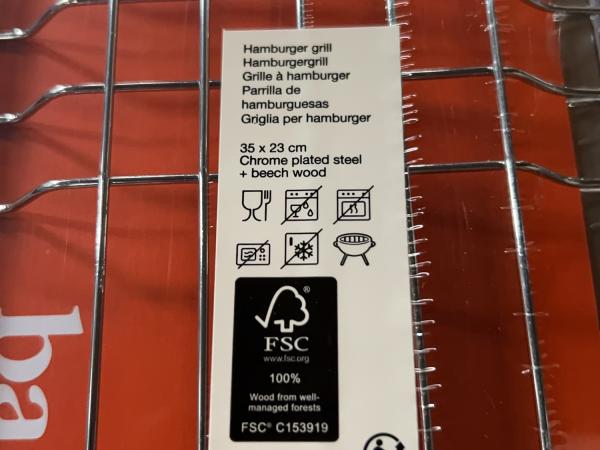 Hamburger grill
Hamburgergrill
Grille à hamburger
Parrilla de
hamburguesas
Griglia per hamburger
35 x 23 cm
Chrome plated steel
+ beech wood
FSC
®
www.fsc.org
100%
Wood from well-
managed forests
FSC® C153919
ba